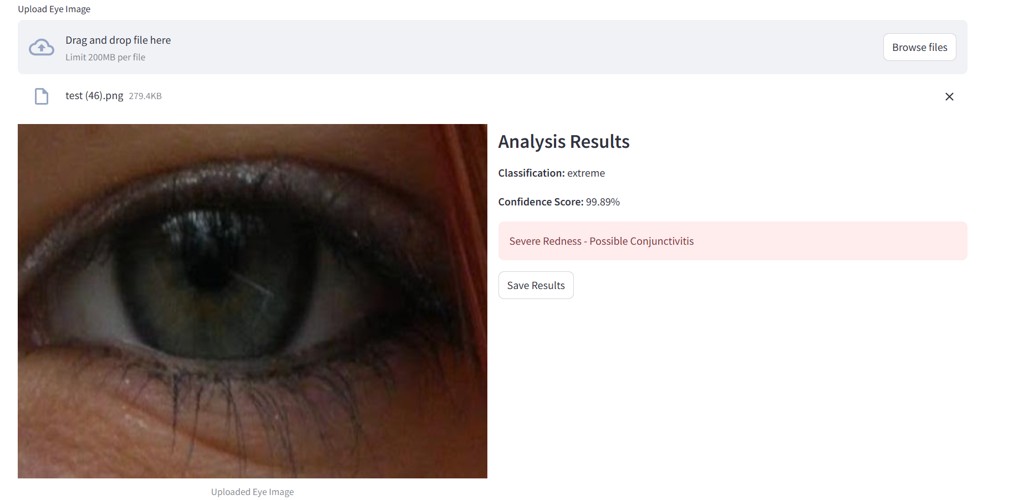 Upload Eye Image
Drag and drop file here
Limit 200MB per file
Browse files
test (46).png 279.4KB
Analysis Results
Classification: extreme
Confidence Score: 99.89%
Severe Redness - Possible Conjunctivitis
Save Results
Uploaded Eye Image